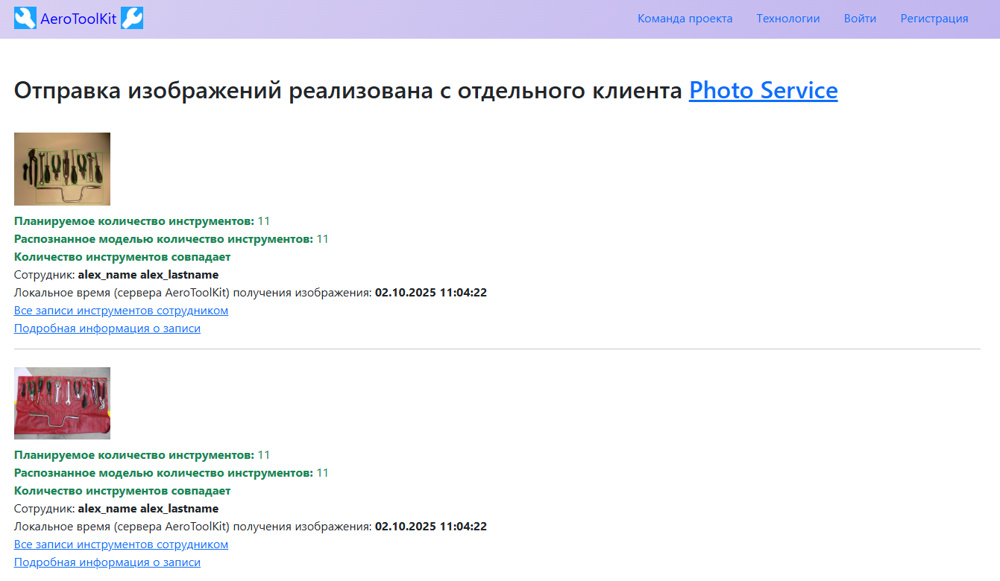 AeroToolKit
Команда проекта
Технологии
Войти
Регистрация
Отправка изображений реализована с отдельного клиента Photo Service
Планируемое количество инструментов: 11
Распознанное моделью количество инструментов: 11
Количество инструментов совпадает
Сотрудник: alex_name alex_lastname
Локальное время (сервера AeroToolKit) получения изображения: 02.10.2025 11:04:22
Все записи инструментов сотрудником
Подробная информация о записи
Планируемое количество инструментов: 11
Распознанное моделью количество инструментов: 11
Количество инструментов совпадает
Сотрудник: alex_name alex_lastname
Локальное время (сервера AeroToolKit) получения изображения: 02.10.2025 11:04:22
Все записи инструментов сотрудником
Подробная информация о записи